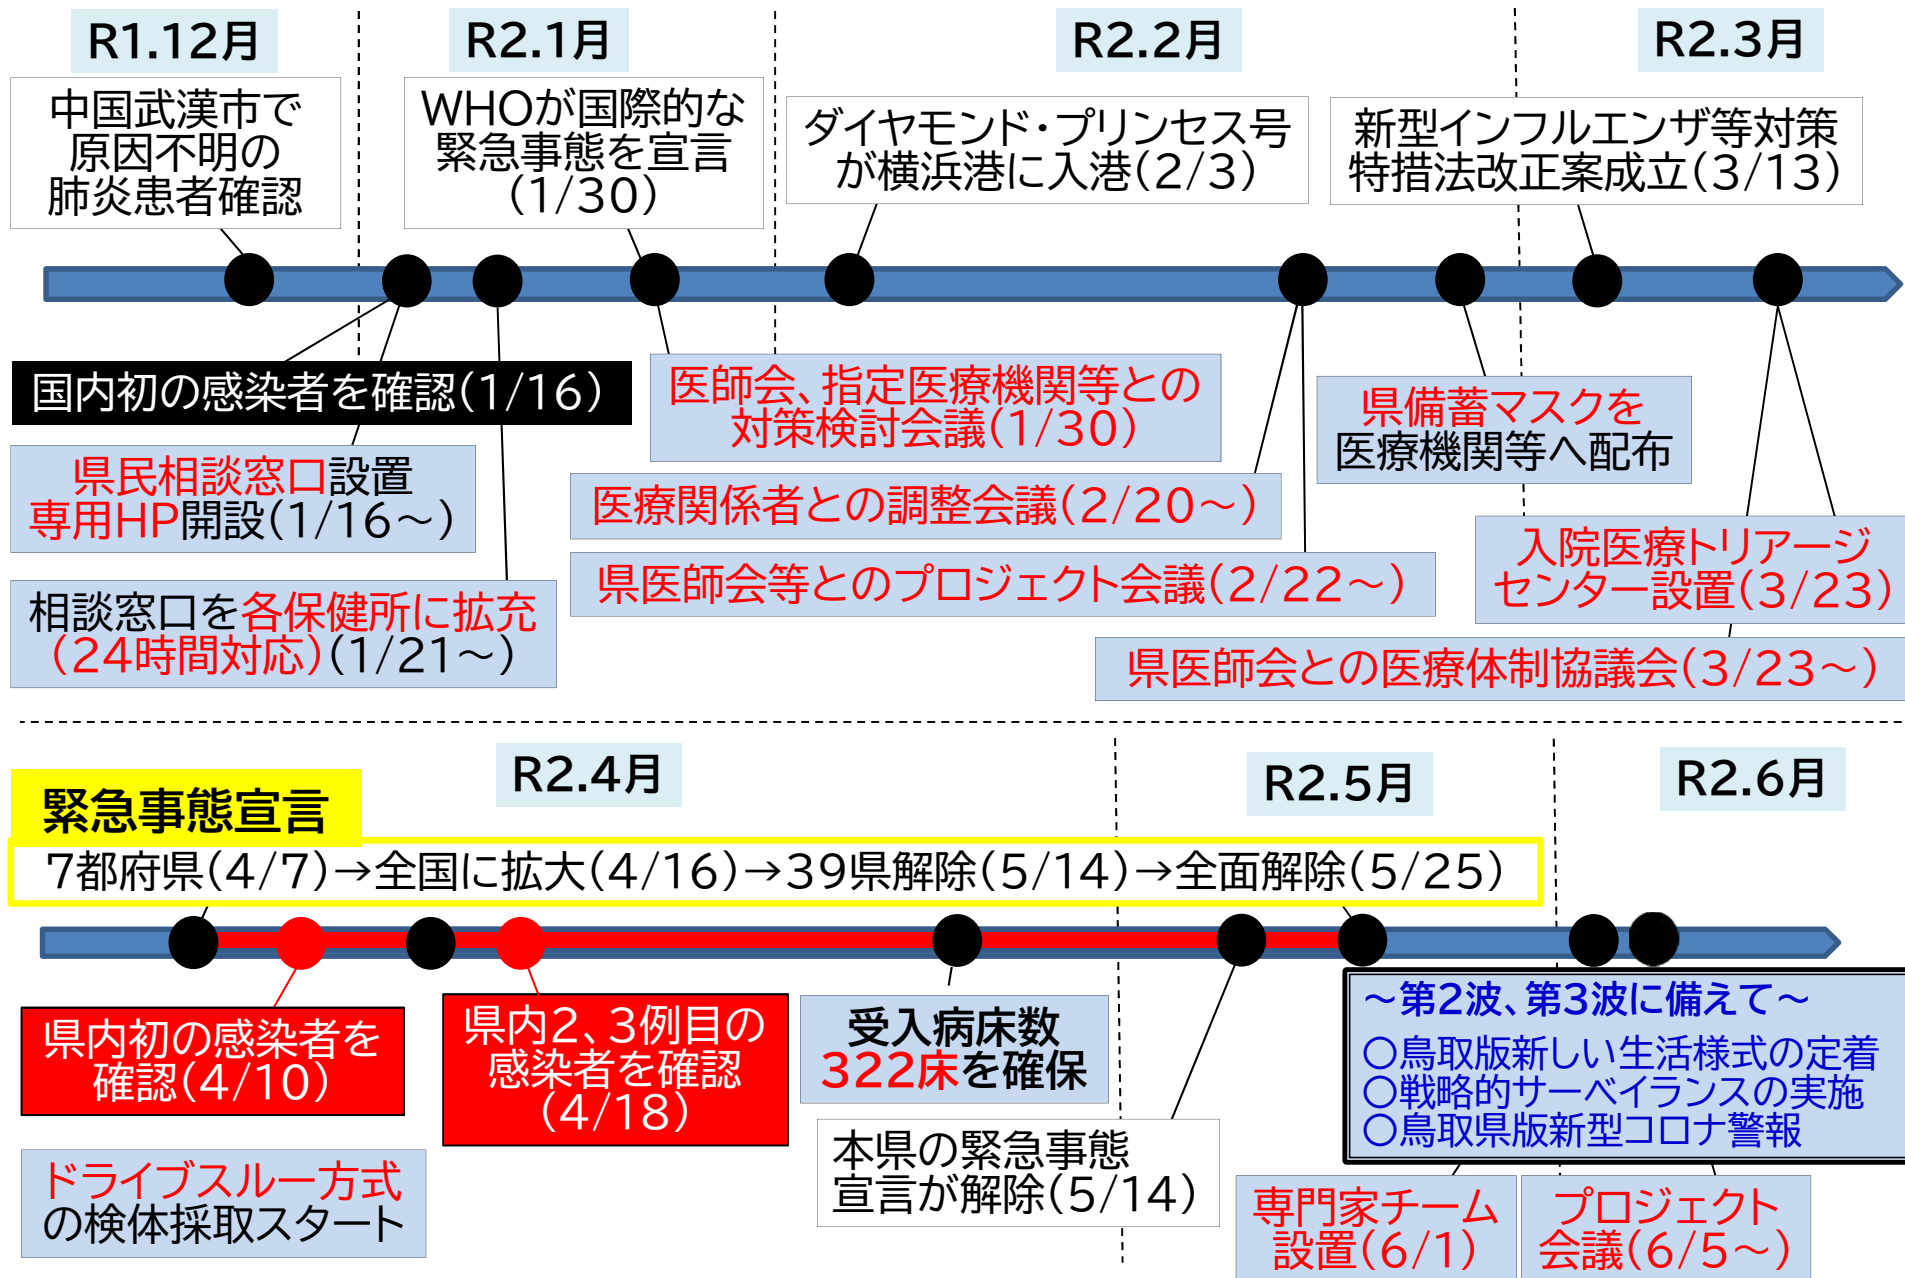 R1.12月
R2.1月
R2.2月
R2.3月
中国武漢市で
原因不明の
肺炎患者確認
WHOが国際的な
緊急事態を宣言
(1/30)
ダイヤモンド・プリンセス号
が横浜港に入港(2/3)
新型インフルエンザ等対策
特措法改正案成立(3/13)
国内初の感染者を確認(1/16)
県民相談窓口設置
専用HP開設(1/16～)
相談窓口を各保健所に拡充
(24時間対応)(1/21～)
医師会、指定医療機関等との
対策検討会議(1/30)
医療関係者との調整会議(2/20～)
県医師会等とのプロジェクト会議(2/22～)
県備蓄マスクを
医療機関等へ配布
入院医療トリアージ
センター設置(3/23)
県医師会との医療体制協議会(3/23～)
R2.4月
R2.5月
R2.6月
緊急事態宣言
7都府県(4/7)→全国に拡大(4/16)→39県解除(5/14)→全面解除(5/25)
県内初の感染者を
確認(4/10)
県内2、3例目の
感染者を確認
(4/18)
受入病床数
322床を確保
ドライブスルー方式
の検体採取スタート
本県の緊急事態
宣言が解除(5/14)
～第2波、第3波に備えて～
○鳥取版新しい生活様式の定着
○戦略的サーベイランスの実施
○鳥取県版新型コロナ警報
専門家チーム
設置(6/1)
プロジェクト
会議(6/5～)